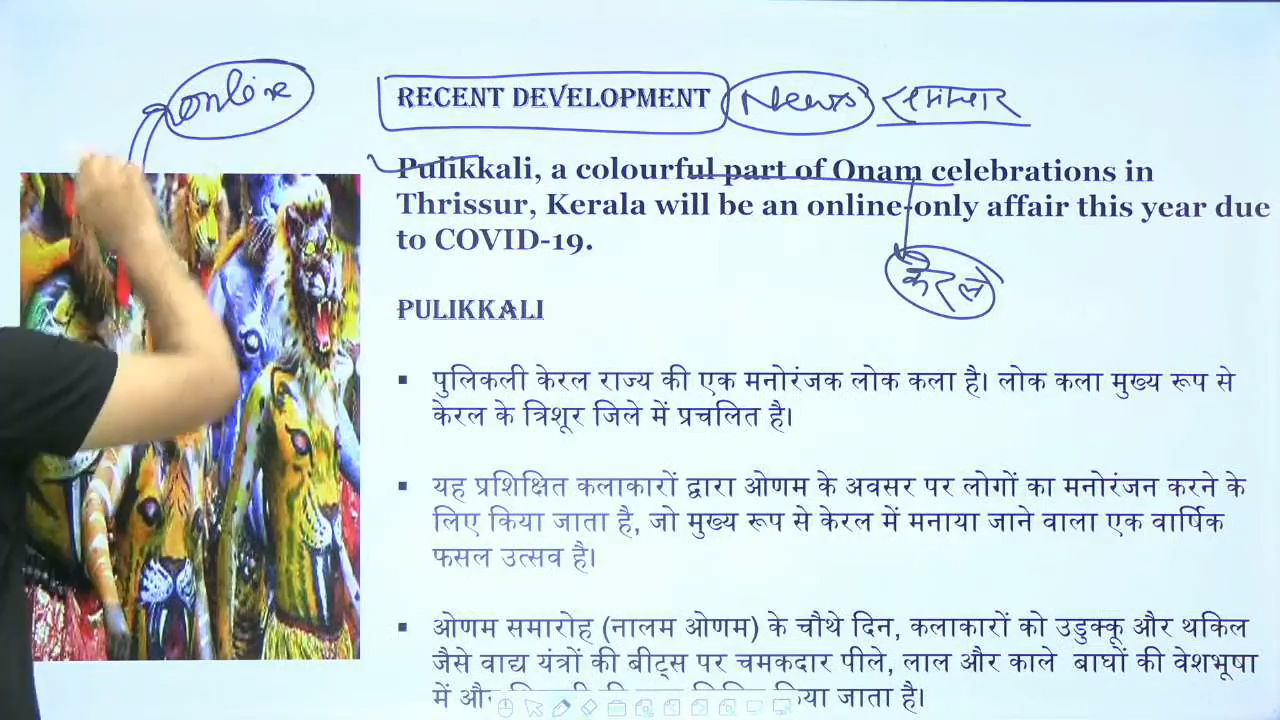 online
RECENT DEVELOPMENT News समाचार
Pulikkali, a colourful part of Onam celebrations in
Thrissur, Kerala will be an online-only affair this year due
to COVID-19.
केरल
PULIKKALI
▪ पुलिकली केरल राज्य की एक मनोरंजक लोक कला है। लोक कला मुख्य रूप से
केरल के त्रिशूर जिले में प्रचलित है।
▪ यह प्रशिक्षित कलाकारों द्वारा ओणम के अवसर पर लोगों का मनोरंजन करने के
लिए किया जाता है, जो मुख्य रूप से केरल में मनाया जाने वाला एक वार्षिक
फसल उत्सव है।
▪ ओणम समारोह (नालम ओणम) के चौथे दिन, कलाकारों को उडुक्कू और थकिल
जैसे वाद्य यंत्रों की बीट्स पर चमकदार पीले, लाल और काले बाघों की वेशभूषा
में किया जाता है।